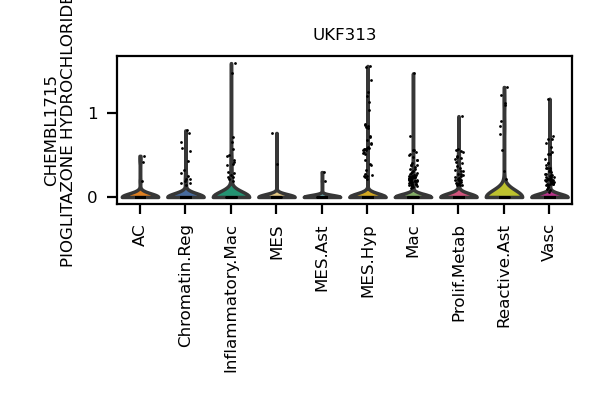 UKF313
CHEMBL1715
PIOGLITAZONE HYDROCHLORIDE
1
0
AC
Chromatin.Reg
Inflammatory.Mac
MES
MES.Ast
MES.Hyp
Mac
Prolif.Metab
Reactive.Ast
Vasc